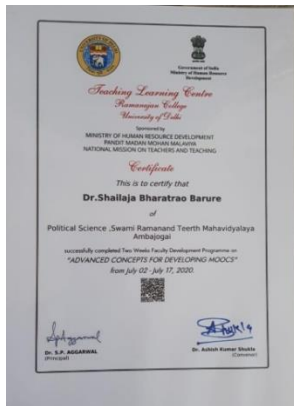 Government of India
Ministry of Human Resource
Development
Teaching Learning Centre
Ramanujan College
University of Delhi
Sponsored by
MINISTRY OF HUMAN RESOURCE DEVELOPMENT
PANDIT MADAN MOHAN MALAVIYA
NATIONAL MISSION ON TEACHERS AND TEACHING
Certificate
This is to certify that
Dr.Shailaja Bharatrao Barure
of
Political Science ,Swami Ramanand Teerth Mahavidyalaya
Ambajogai
successfully completed Two Weeks Faculty Development Programme on
"ADVANCED CONCEPTS FOR DEVELOPING MOOCS"
from July 02 - July 17, 2020.
Dr. S.P. AGGARWAL
(Principal)
Dr. Ashish Kumar Shukla
(Convenor)